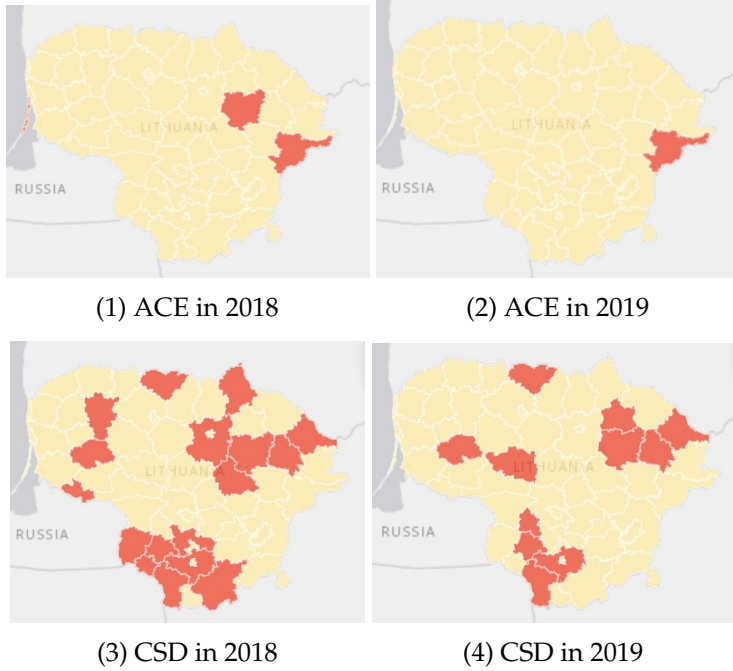 LITHUANIA
LITHUANIA
RUSSIA
RUSSIA
(1) ACE in 2018
(2) ACE in 2019
LITHUANIA
LITHUANIA
RUSSIA
RUSSIA
(3) CSD in 2018
(4) CSD in 2019